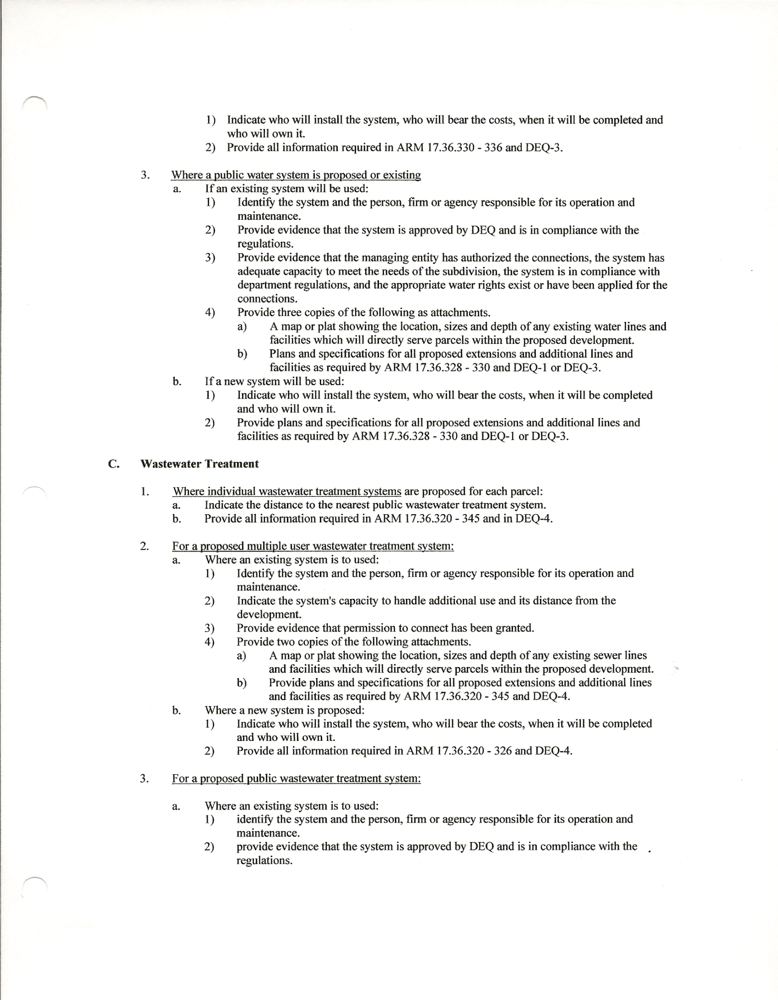 1) Indicate who will install the system, who will bear the costs, when it will be completed and
who will own it.
2) Provide all information required in ARM 17.36.330 - 336 and DEQ-3.
3. Where a public water system is proposed or existing
a. If an existing system will be used:
1) Identify the system and the person, firm or agency responsible for its operation and
maintenance.
2) Provide evidence that the system is approved by DEQ and is in compliance with the
regulations.
3) Provide evidence that the managing entity has authorized the connections, the system has
adequate capacity to meet the needs of the subdivision, the system is in compliance with
department regulations, and the appropriate water rights exist or have been applied for the
connections.
4) Provide three copies of the following as attachments.
a) A map or plat showing the location, sizes and depth of any existing water lines and
facilities which will directly serve parcels within the proposed development.
b) Plans and specifications for all proposed extensions and additional lines and
facilities as required by ARM 17.36.328 - 330 and DEQ-1 or DEQ-3.
b. If a new system will be used:
1) Indicate who will install the system, who will bear the costs, when it will be completed
and who will own it.
2) Provide plans and specifications for all proposed extensions and additional lines and
facilities as required by ARM 17.36.328 - 330 and DEQ-1 or DEQ-3.
C. Wastewater Treatment
1. Where individual wastewater treatment systems are proposed for each parcel:
a. Indicate the distance to the nearest public wastewater treatment system.
b. Provide all information required in ARM 17.36.320 - 345 and in DEQ-4.
2. For a proposed multiple user wastewater treatment system:
a. Where an existing system is to used:
1) Identify the system and the person, firm or agency responsible for its operation and
maintenance.
2) Indicate the system's capacity to handle additional use and its distance from the
development.
3) Provide evidence that permission to connect has been granted.
4) Provide two copies of the following attachments.
a) A map or plat showing the location, sizes and depth of any existing sewer lines
and facilities which will directly serve parcels within the proposed development.
b) Provide plans and specifications for all proposed extensions and additional lines
and facilities as required by ARM 17.36.320 - 345 and DEQ-4.
b. Where a new system is proposed:
1) Indicate who will install the system, who will bear the costs, when it will be completed
and who will own it.
2) Provide all information required in ARM 17.36.320 - 326 and DEQ-4.
3. For a proposed public wastewater treatment system:
a. Where an existing system is to used:
1) identify the system and the person, firm or agency responsible for its operation and
maintenance.
2) provide evidence that the system is approved by DEQ and is in compliance with the
regulations.